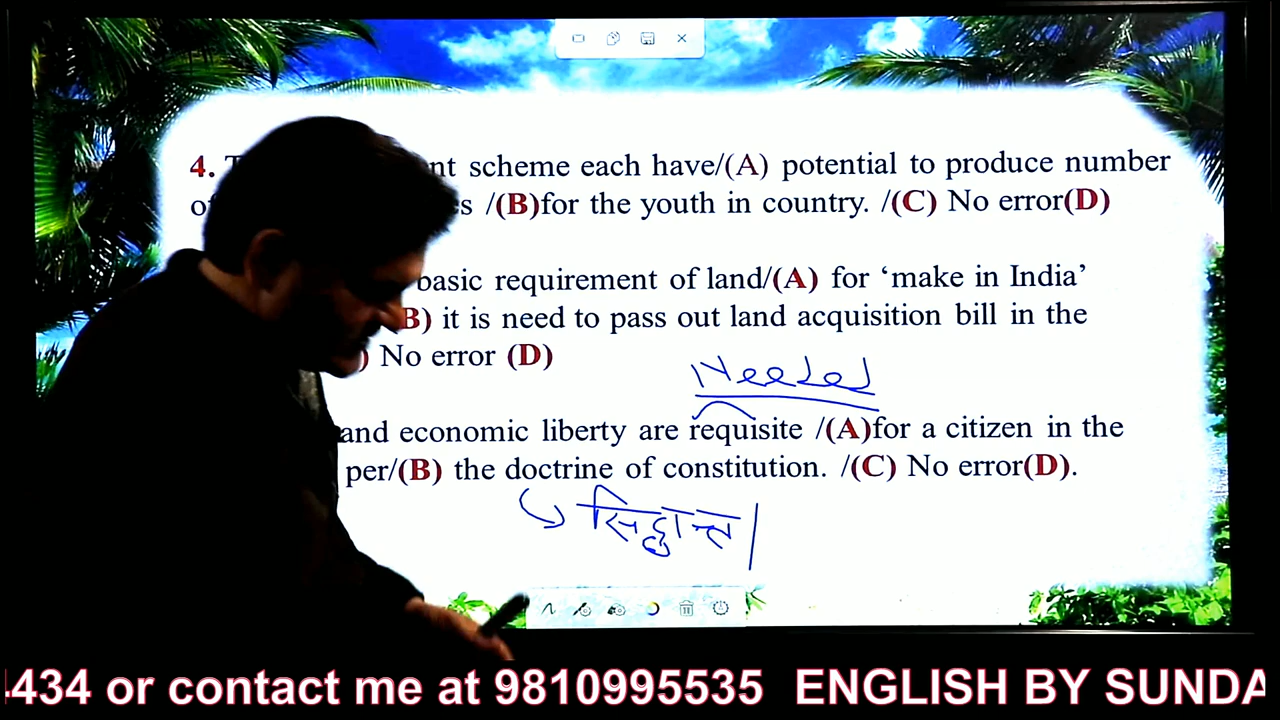 4. nt scheme each have/(A) potential to produce number
s /(B)for the youth in country. /(C) No error(D)
basic requirement of land/(A) for ‘make in India’
B) it is need to pass out land acquisition bill in the
) No error (D)
Needed
and economic liberty are requisite /(A)for a citizen in the
per/(B) the doctrine of constitution. /(C) No error(D).
सिद्धान्त
434 or contact me at 9810995535 ENGLISH BY SUNDA